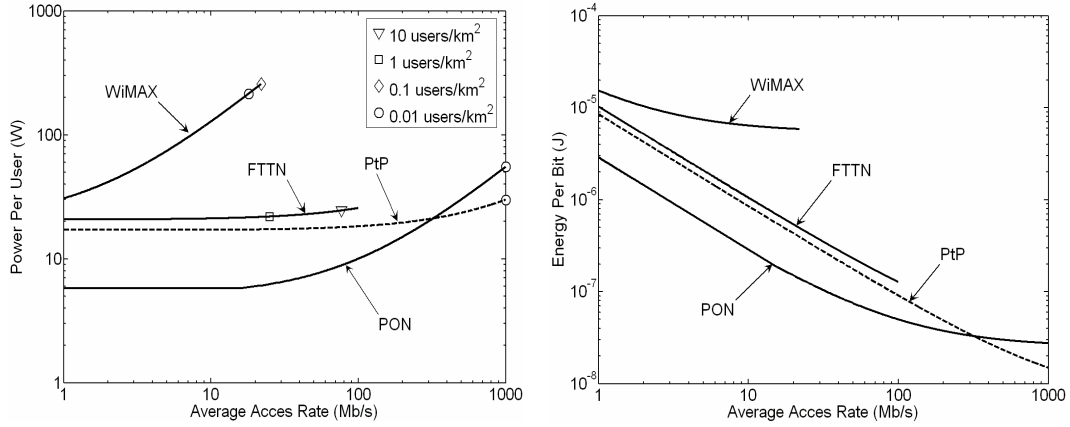 1000
100
10
1
Power Per User (W)
WiMAX
FTTN
PtP
PON
10 users/km²
1 users/km²
0.1 users/km²
0.01 users/km²
1
10
100
1000
Average Acces Rate (Mb/s)
10⁻⁴
10⁻⁵
10⁻⁶
10⁻⁷
10⁻⁸
Energy Per Bit (J)
WiMAX
FTTN
PtP
PON
1
10
100
1000
Average Acces Rate (Mb/s)